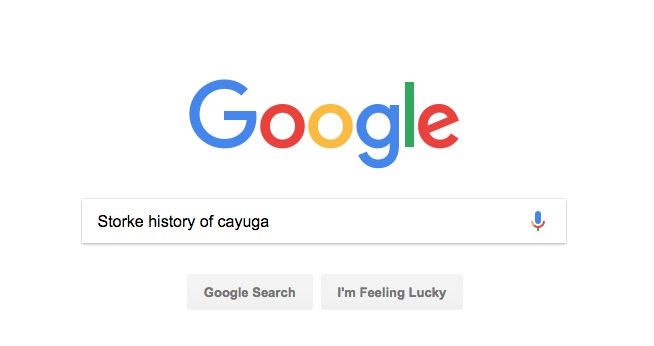 Google
Storke history of cayuga
Google Search
I'm Feeling Lucky